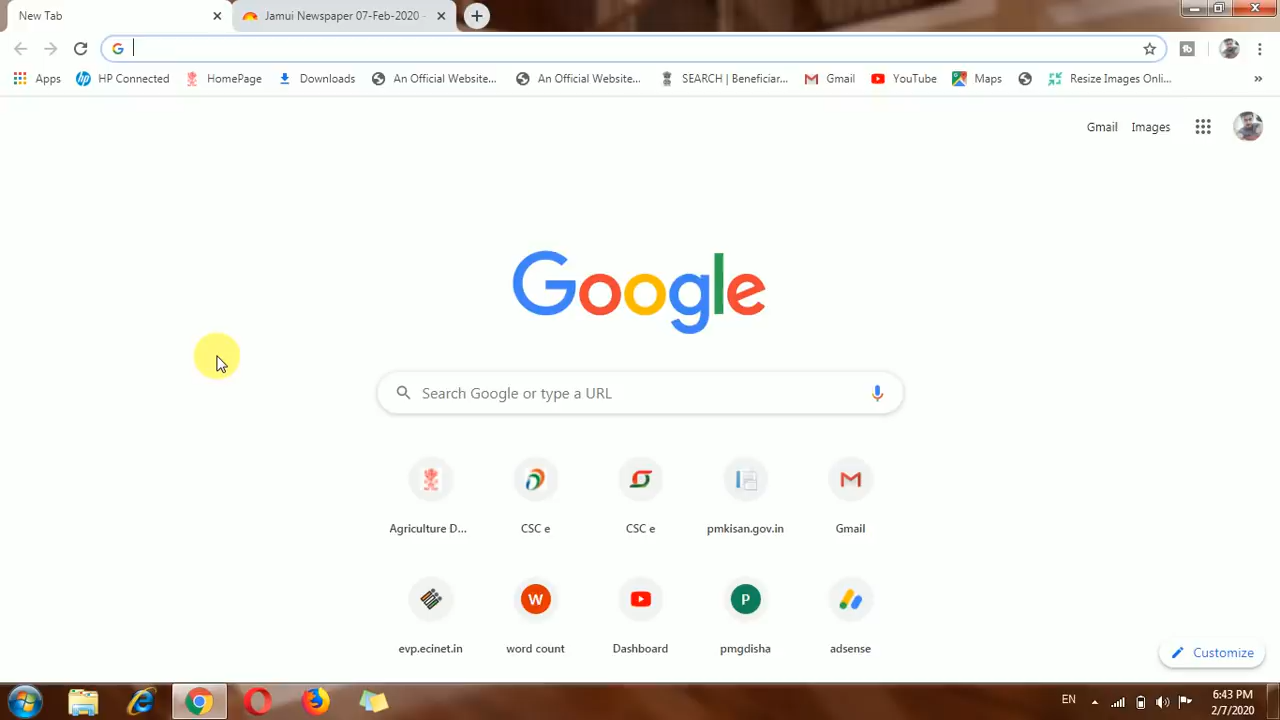 New Tab
Jamui Newspaper 07-Feb-2020 -
Apps
HP Connected
HomePage
Downloads
An Official Website...
An Official Website...
SEARCH | Beneficiar...
Gmail
YouTube
Maps
Resize Images Onli...
»
Gmail
Images
Google
Search Google or type a URL
Agriculture D...
CSC e
CSC e
pmkisan.gov.in
Gmail
W
P
evp.ecinet.in
word count
Dashboard
pmgdisha
adsense
Customize
EN
6:43 PM
2/7/2020